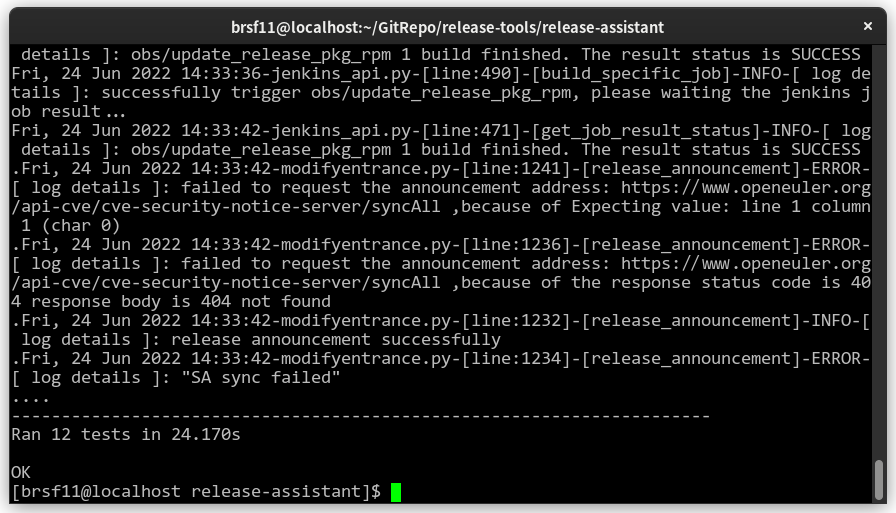 brsf11@localhost:~/GitRepo/release-tools/release-assistant
×
details ]: obs/update_release_pkg_rpm 1 build finished. The result status is SUCCESS
Fri, 24 Jun 2022 14:33:36-jenkins_api.py-[line:490]-[build_specific_job]-INFO-[ log de
tails ]: successfully trigger obs/update_release_pkg_rpm, please waiting the jenkins j
ob result...
Fri, 24 Jun 2022 14:33:42-jenkins_api.py-[line:471]-[get_job_result_status]-INFO-[ log
details ]: obs/update_release_pkg_rpm 1 build finished. The result status is SUCCESS
.Fri, 24 Jun 2022 14:33:42-modifyentrance.py-[line:1241]-[release_announcement]-ERROR-
[ log details ]: failed to request the announcement address: https://www.openeuler.org
/api-cve/cve-security-notice-server/syncAll ,because of Expecting value: line 1 column
1 (char 0)
.Fri, 24 Jun 2022 14:33:42-modifyentrance.py-[line:1236]-[release_announcement]-ERROR-
[ log details ]: failed to request the announcement address: https://www.openeuler.org
/api-cve/cve-security-notice-server/syncAll ,because of the response status code is 40
4 response body is 404 not found
.Fri, 24 Jun 2022 14:33:42-modifyentrance.py-[line:1232]-[release_announcement]-INFO-[
log details ]: release announcement successfully
.Fri, 24 Jun 2022 14:33:42-modifyentrance.py-[line:1234]-[release_announcement]-ERROR-
[ log details ]: "SA sync failed"
....
----------------------------------------------------------------------
Ran 12 tests in 24.170s
OK
[brsf11@localhost release-assistant]$